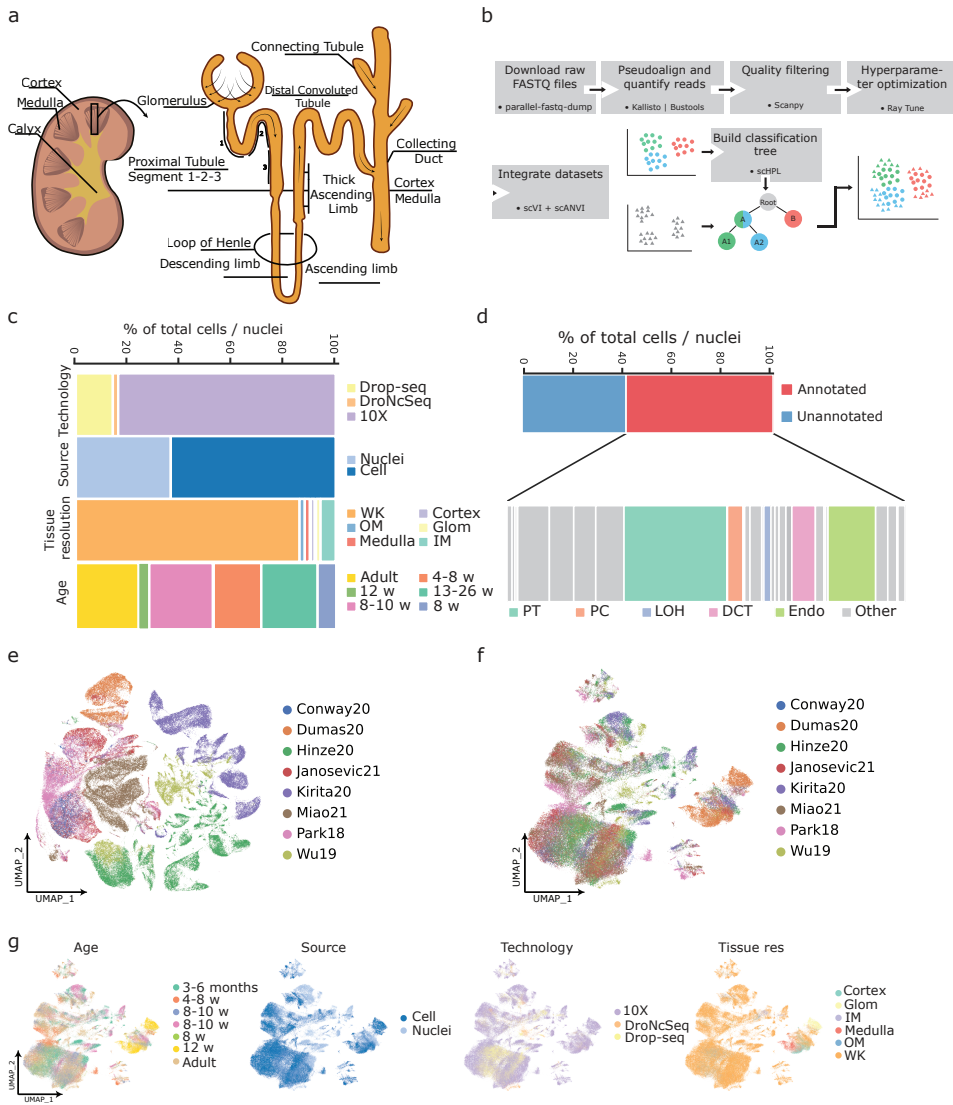 a
Cortex
Medulla
Calyx
Glomerulus
Connecting Tubule
Distal Convoluted
Tubule
1
2
3
Proximal Tubule
Segment 1-2-3
Thick
Ascending
Limb
Collecting
Duct
Cortex
Medulla
Loop of Henle
Descending limb
Ascending limb
b
Download raw
FASTQ files
• parallel-fastq-dump
Pseudoalign and
quantify reads
• Kallisto | Bustools
Quality filtering
• Scanpy
Hyperparame-
ter optimization
• Ray Tune
Integrate datasets
• scVI + scANVI
Build classification
tree
• scHPL
Root
A
B
A1
A2
c
% of total cells / nuclei
0
20
40
60
80
100
Technology
Drop-seq
DroNcSeq
10X
Source
Nuclei
Cell
Tissue
resolution
WK
Cortex
OM
Glom
Medulla
IM
Age
Adult
4-8 w
12 w
13-26 w
8-10 w
8 w
d
% of total cells / nuclei
0
20
40
60
80
100
Annotated
Unannotated
PT
PC
LOH
DCT
Endo
Other
e
Conway20
Dumas20
Hinze20
Janosevic21
Kirita20
Miao21
Park18
Wu19
UMAP_2
UMAP_1
f
Conway20
Dumas20
Hinze20
Janosevic21
Kirita20
Miao21
Park18
Wu19
UMAP_2
UMAP_1
g
Age
3-6 months
4-8 w
8-10 w
8-10 w
8 w
12 w
Adult
UMAP_2
UMAP_1
Source
Cell
Nuclei
Technology
10X
DroNcSeq
Drop-seq
Tissue res
Cortex
Glom
IM
Medulla
OM
WK